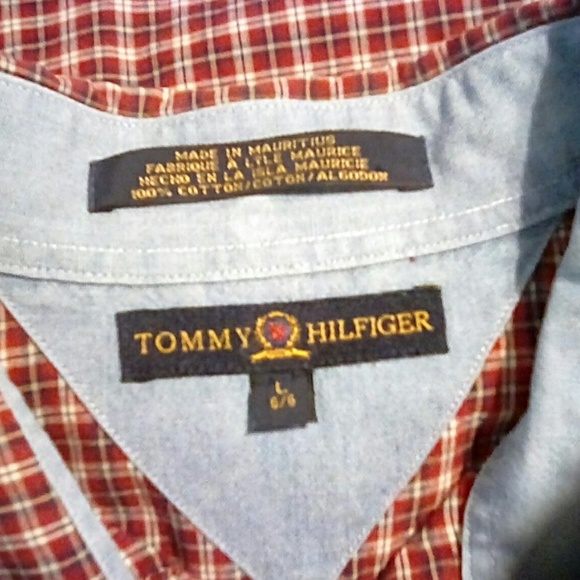 MADE IN MAURITIUS
FABRIQUE A L'ILE MAURICE
HECHO EN LA ISLA MAURICIE
100% COTTON/COTON/ALGODON
TOMMY HILFIGER
L
G/G